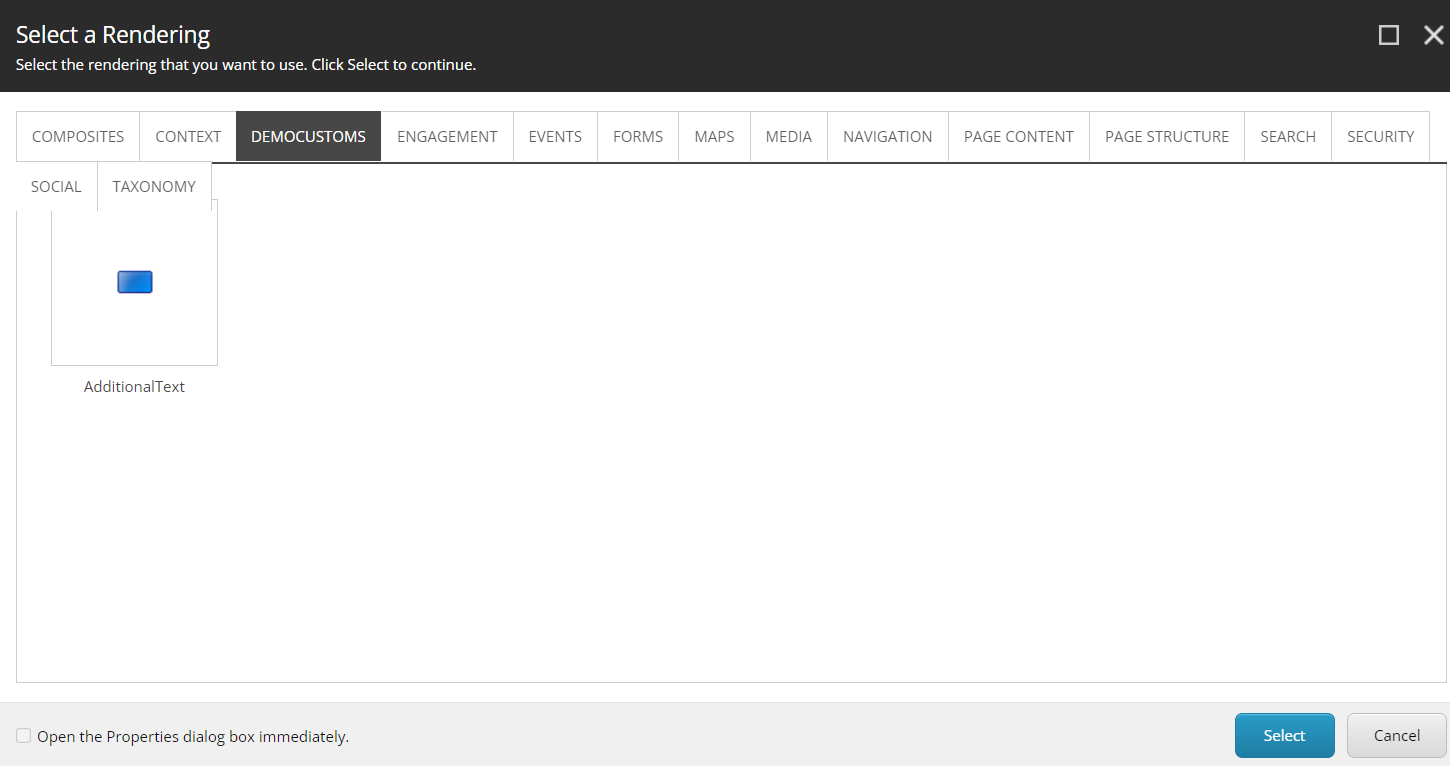 Select a Rendering
Select the rendering that you want to use. Click Select to continue.
COMPOSITES CONTEXT DEMOCUSTOMS ENGAGEMENT EVENTS FORMS MAPS MEDIA NAVIGATION PAGE CONTENT PAGE STRUCTURE SEARCH SECURITY
SOCIAL TAXONOMY
AdditionalText
Open the Properties dialog box immediately. Select Cancel